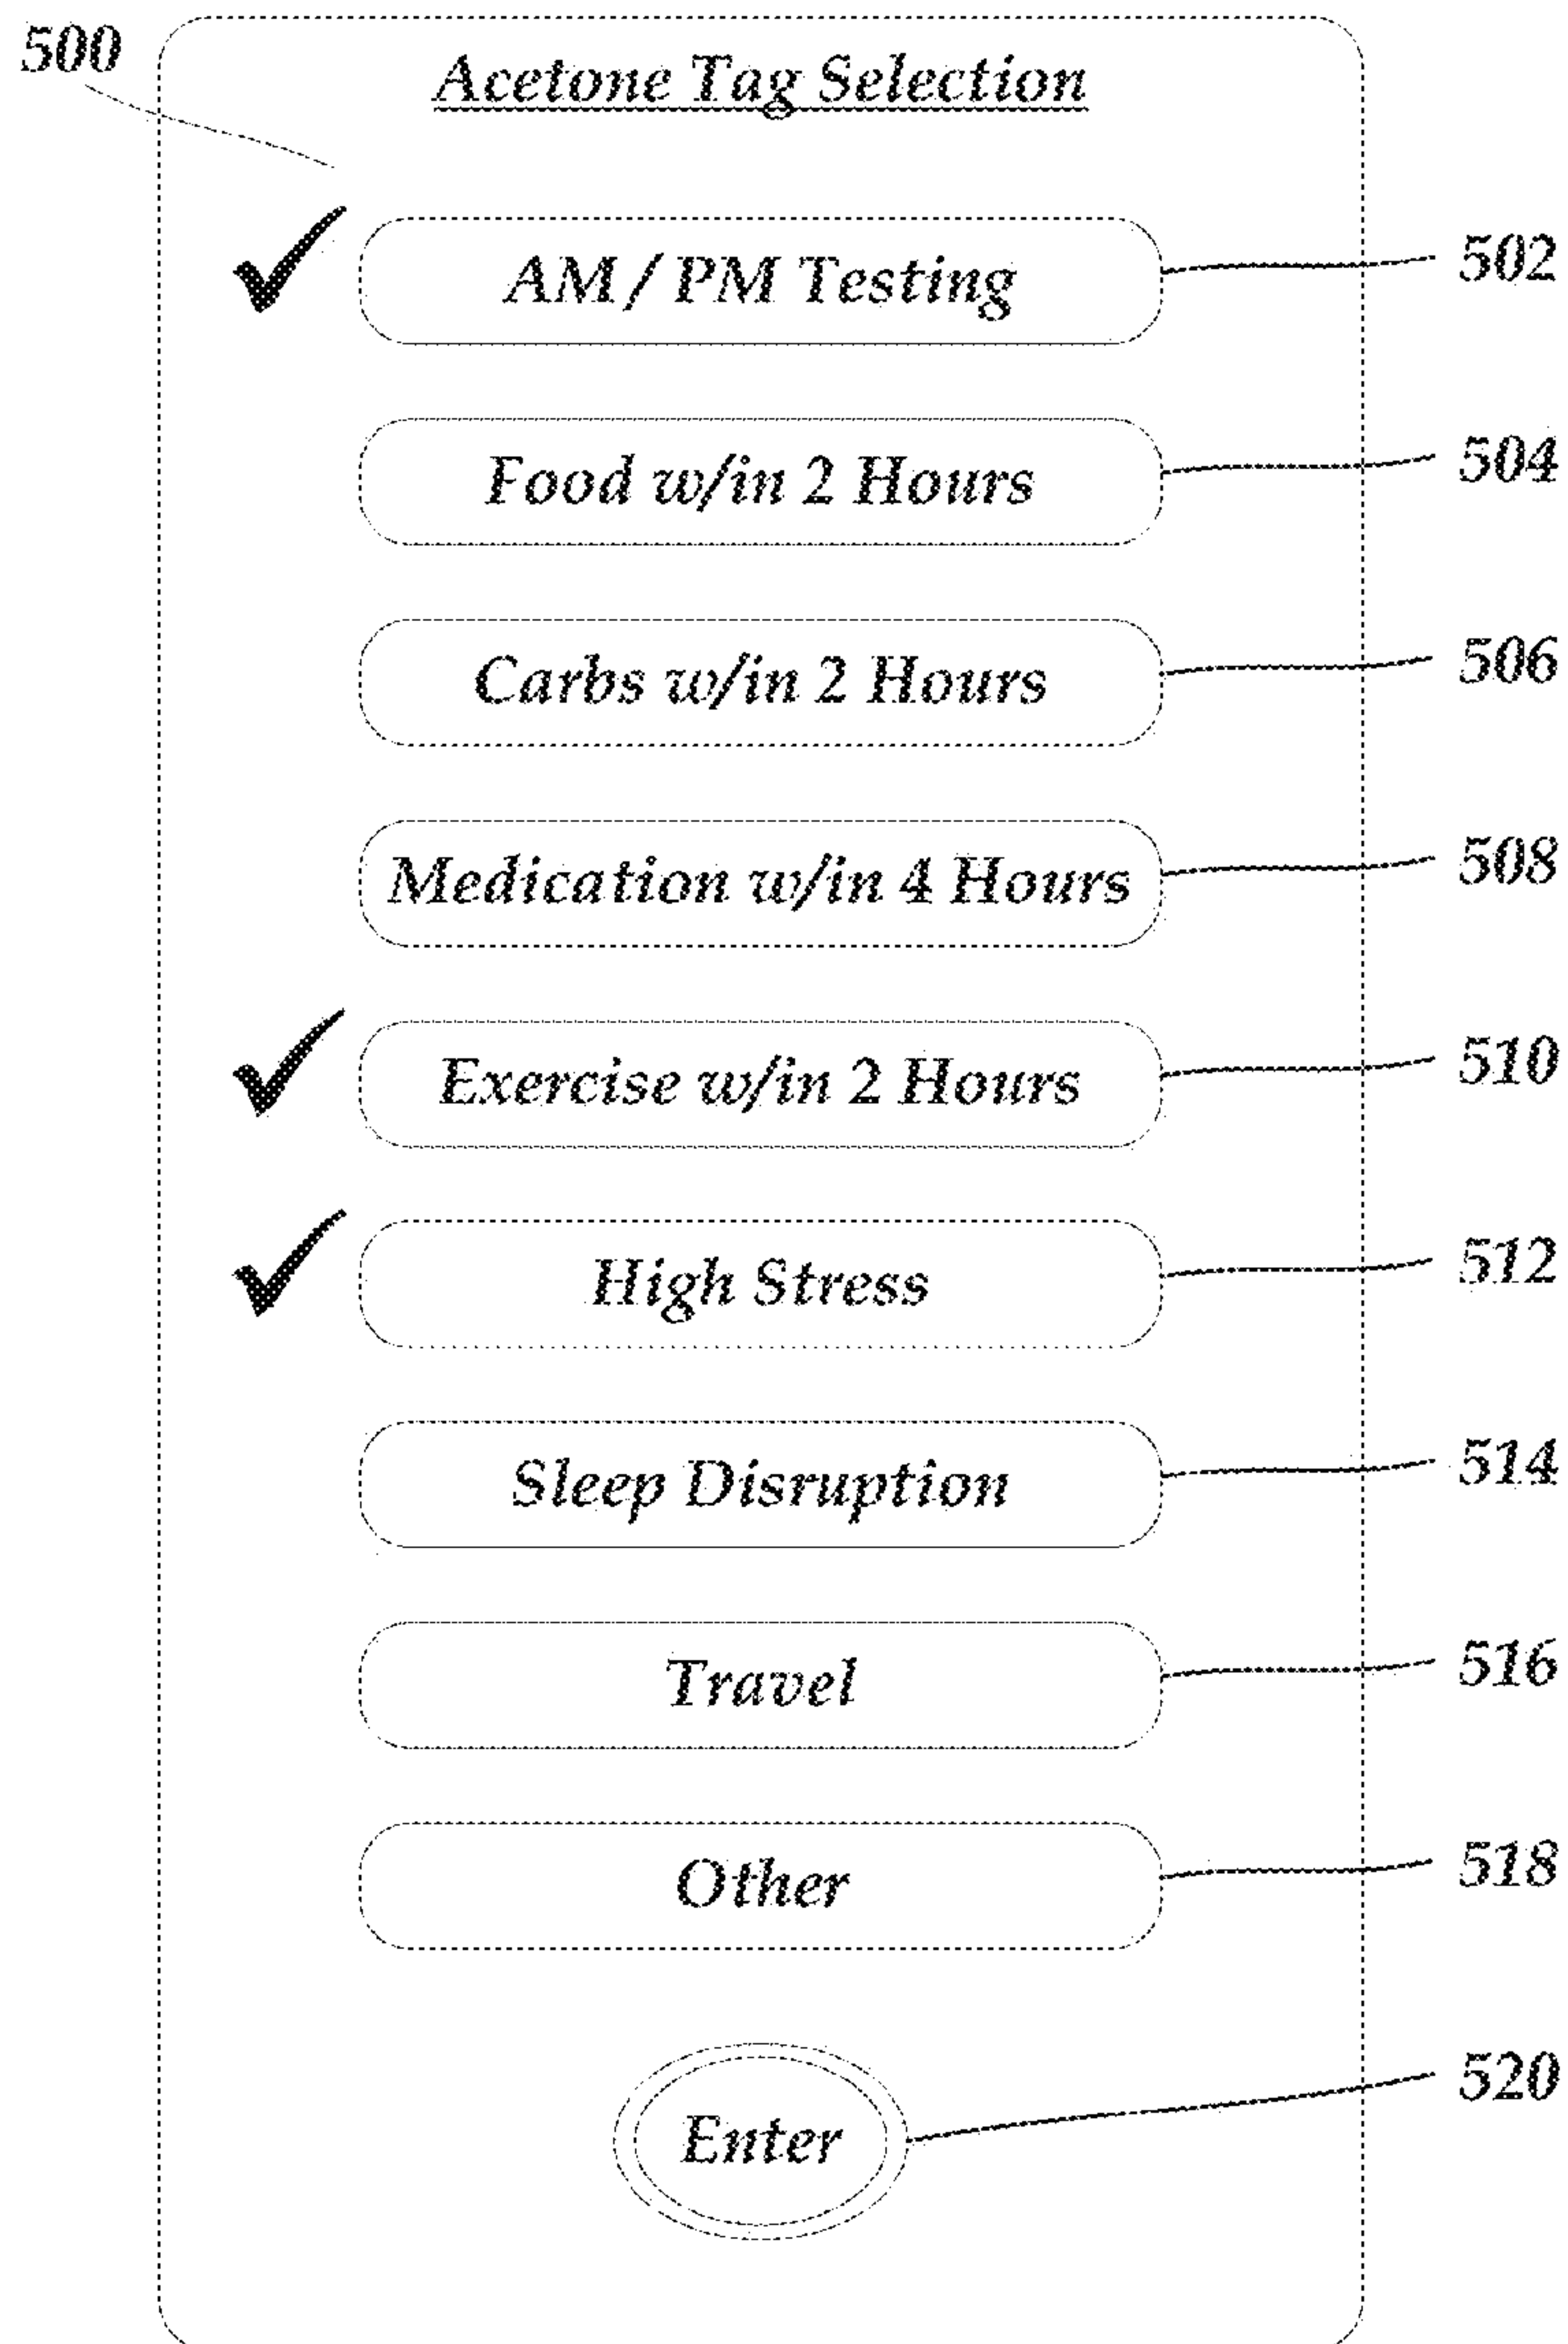 500
Acetone Tag Selection
AM / PM Testing 502
Food w/in 2 Hours 504
Carbs w/in 2 Hours 506
Medication w/in 4 Hours 508
Exercise w/in 2 Hours 510
High Stress 512
Sleep Disruption 514
Travel 516
Other 518
Enter 520